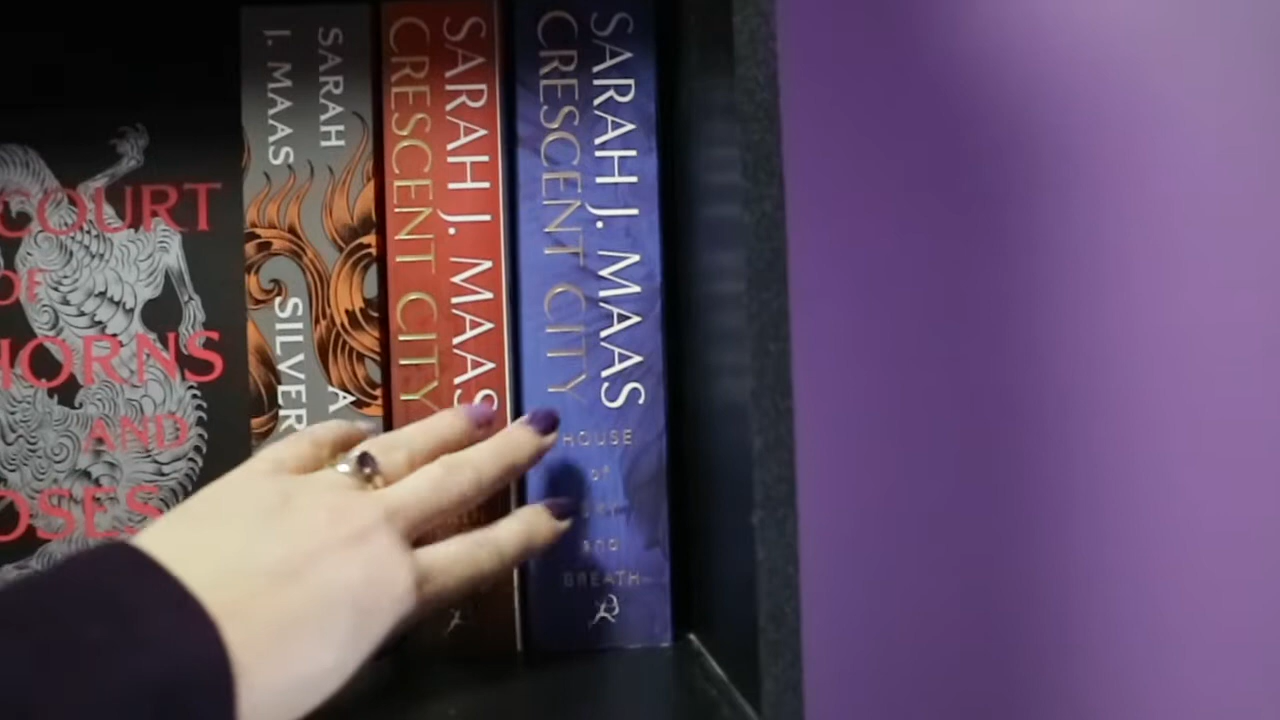 COURT
OF
HORNS
AND
OSES
SARAH
J. MAAS
A
SILVER
SARAH J. MAAS
CRESCENT CITY
SARAH J. MAAS
CRESCENT CITY
HOUSE
of
and
BREATH